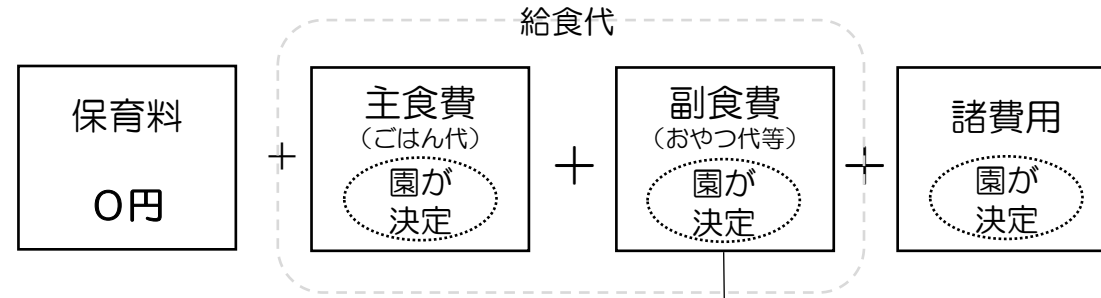 給食代
保育料
0円
+
主食費
(ごはん代)
園が
決定
+
副食費
(おやつ代等)
園が
決定
+
諸費用
園が
決定